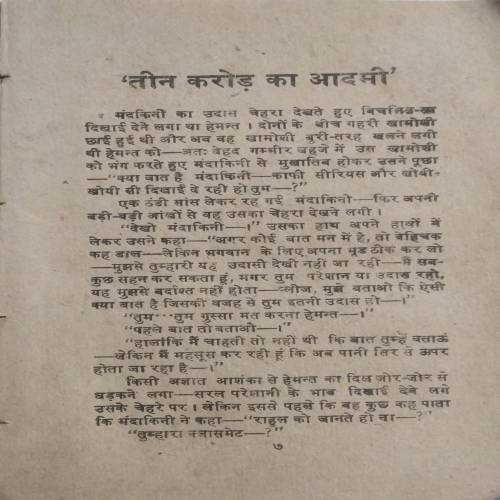 'तीन करोड़ का आदमी'
मंदाकिनी का उदास चेहरा देखते हुए विचलित-सा
दिखाई देने लगा था हेमन्त । दोनों के बीच गहरी खामोशी
छाई हुई थी और अब वह खामोशी बुरी-तरह खलने लगी
थी हेमन्त को—अतः बेहद गम्भीर लहजे में उस खामोशी
को भंग करते हुए मंदाकिनी से मुखातिब होकर उसने पूछा
—"क्या बात है मंदाकिनी—काफी सीरियस और खोयी-
खोयी सी दिखाई दे रही हो तुम—?"
एक ठंडी सांस लेकर रह गई मंदाकिनी—फिर अपनी
बड़ी-बड़ी आंखों से वह उसका चेहरा देखने लगी ।
"देखो मंदाकिनी—।" उसका हाथ अपने हाथों में
लेकर उसने कहा—"अगर कोई बात मन में है, तो बेहिचक
कह डाल—लेकिन भगवान के लिए अपना मूड ठीक कर लो
—मुझसे तुम्हारी यह उदासी देखी नहीं जा रही—मैं सब-
कुछ सहन कर सकता हूं, मगर तुम परेशान या उदास रहो,
यह मुझसे बर्दाश्त नहीं होता—प्लीज, मुझे बताओ कि ऐसी
क्या बात है जिसकी वजह से तुम इतनी उदास हो—।"
"तुम···तुम गुस्सा मत करना हेमन्त—।"
"पहले बात तो बताओ—।"
"हालांकि मैं चाहती तो नहीं थी कि बात तुम्हें बताऊं
—लेकिन मैं महसूस कर रही हूं कि अब पानी सिर से ऊपर
होता जा रहा है—।"
किसी अज्ञात आशंका से हेमन्त का दिल जोर-जोर से
धड़कने लगा—सरल परेशानी के भाव दिखाई देने लगे
उसके चेहरे पर । लेकिन इससे पहले कि वह कुछ कह पाता
कि मंदाकिनी ने कहा—"राहुल को जानते हो ना—?"
"तुम्हारा क्लासमेट—?"
७